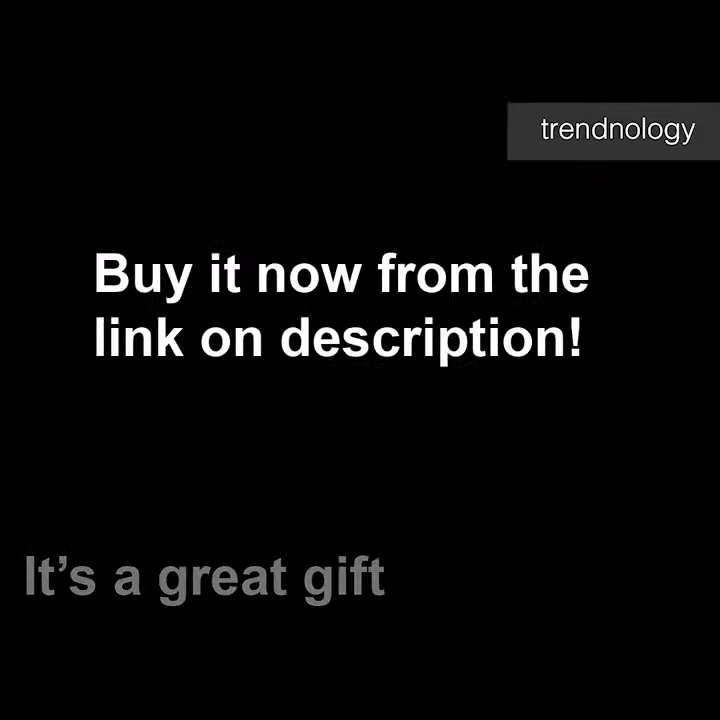 trendnology
Buy it now from the
link on description!
It’s a great gift